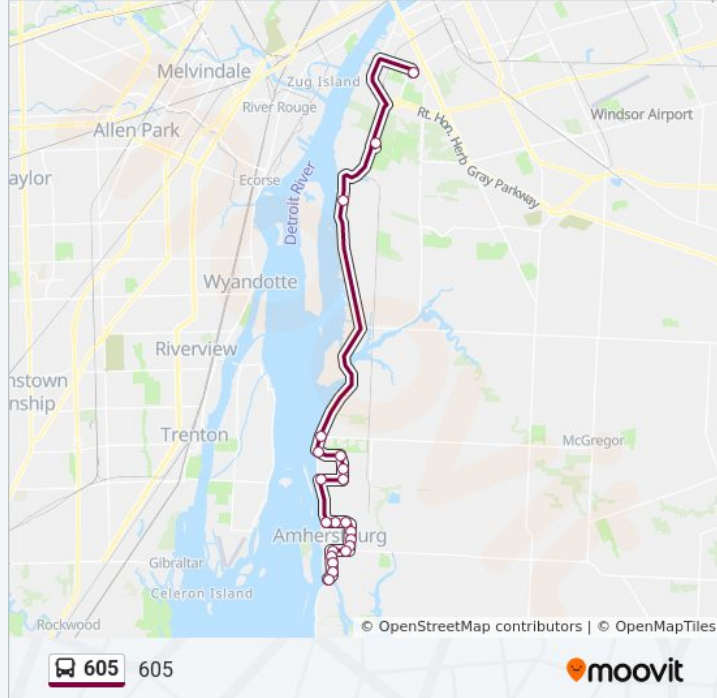 Melvindale
Zug Island
River Rouge
Windsor Airport
Allen Park
Rt. Hon. Herb Gray Parkway
aylor
Ecorse
Detroit River
Wyandotte
Riverview
nstown
nship
Trenton
McGregor
Amherstburg
Gibraltar
Celeron Island
Rockwood
© OpenStreetMap contributors | © OpenMapTiles
605 605
moovit